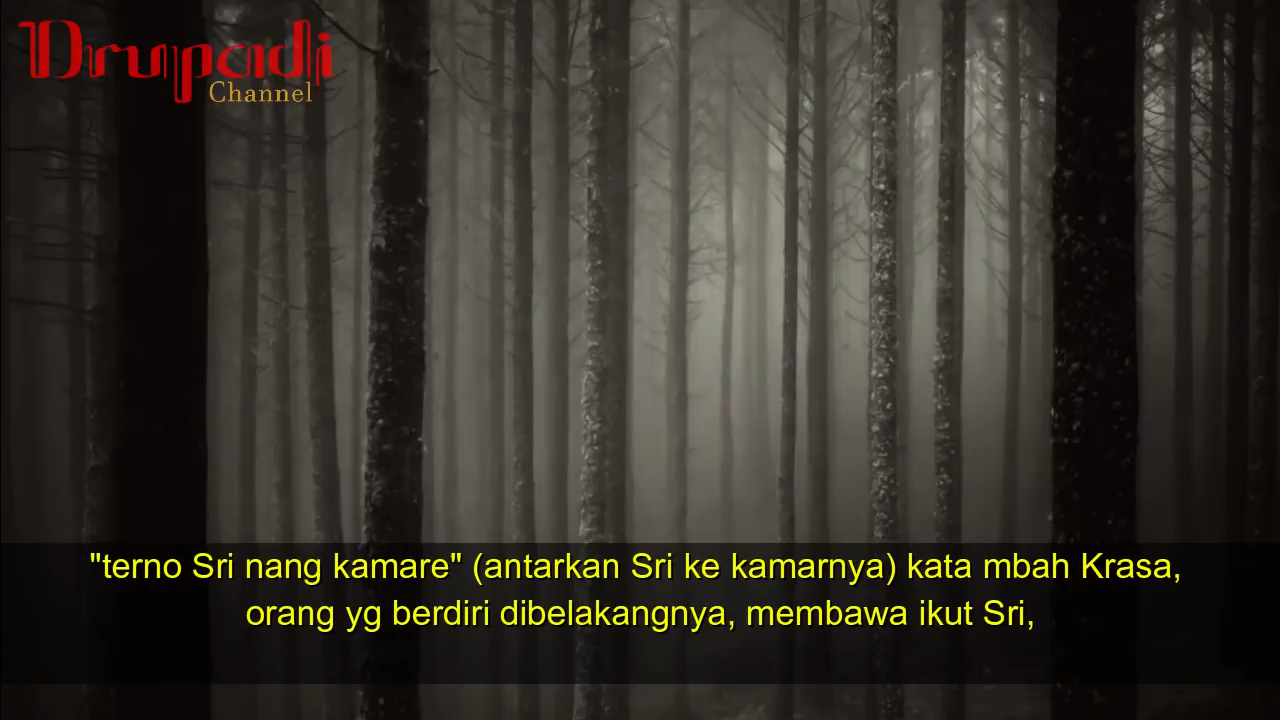 Drupadi
Channel
"terno Sri nang kamare" (antarkan Sri ke kamarnya) kata mbah Krasa,
orang yg berdiri dibelakangnya, membawa ikut Sri,